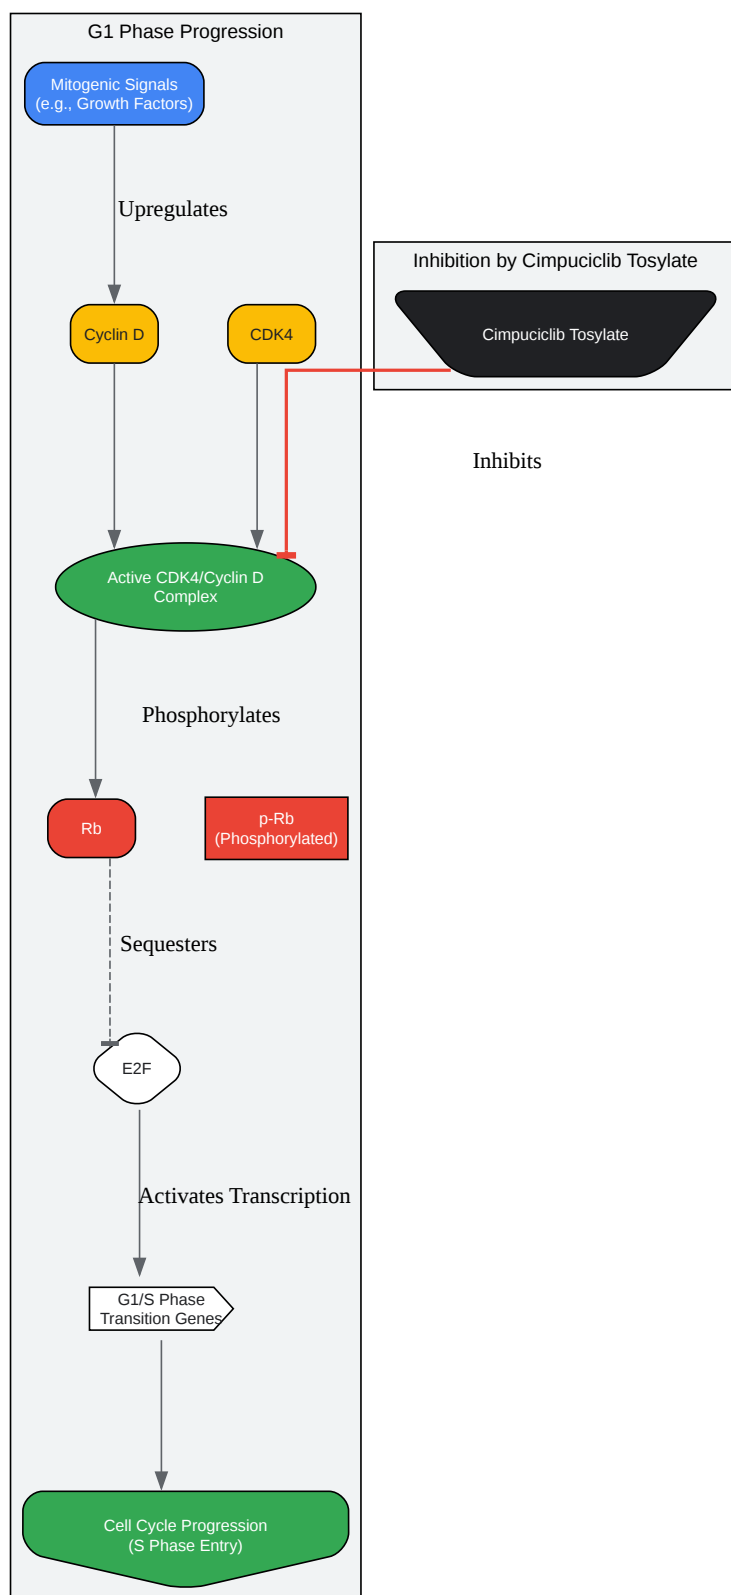 G1 Phase Progression
Mitogenic Signals
(e.g., Growth Factors)
Upregulates
Inhibition by Cimpuciclib Tosylate
Cyclin D
CDK4
Cimpuciclib Tosylate
Inhibits
Active CDK4/Cyclin D
Complex
Phosphorylates
Rb
p-Rb
(Phosphorylated)
Sequesters
E2F
Activates Transcription
G1/S Phase
Transition Genes
Cell Cycle Progression
(S Phase Entry)